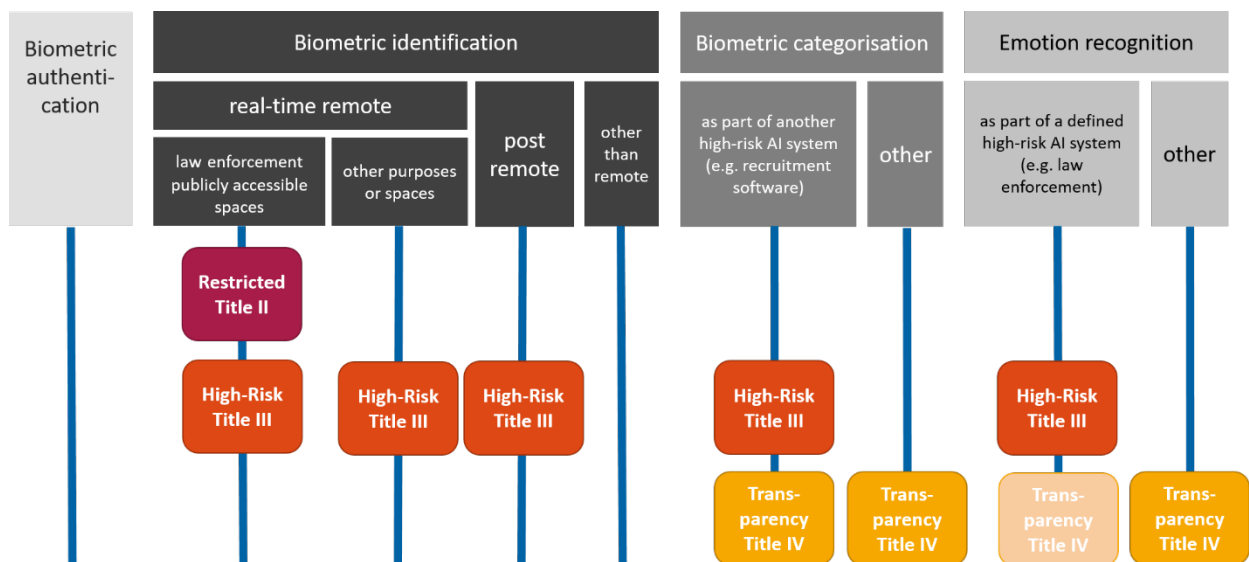 Biometric
authenti-
cation
Biometric identification
Biometric categorisation
Emotion recognition
real-time remote
post
remote
other
than
remote
as part of another
high-risk AI system
(e.g. recruitment
software)
other
as part of a defined
high-risk AI system
(e.g. law
enforcement)
other
law enforcement
publicly accessible
spaces
other purposes
or spaces
Restricted
Title II
High-Risk
Title III
High-Risk
Title III
High-Risk
Title III
High-Risk
Title III
High-Risk
Title III
Trans-
parency
Title IV
Trans-
parency
Title IV
Trans-
parency
Title IV
Trans-
parency
Title IV